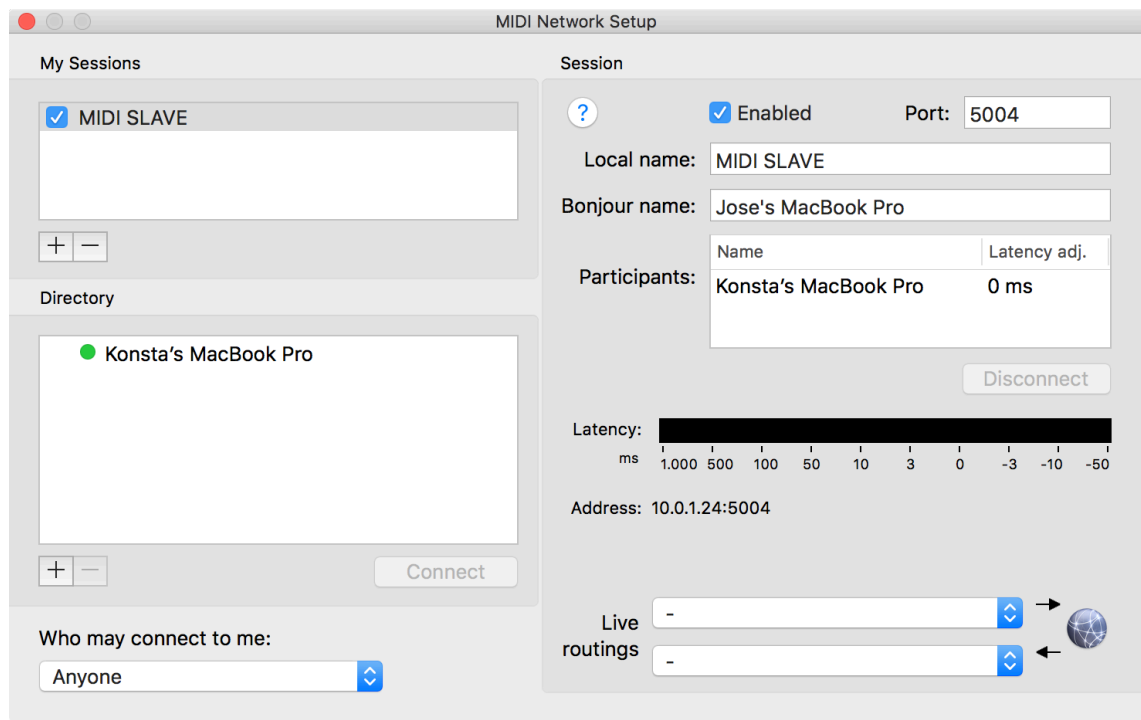 MIDI Network Setup
My Sessions
MIDI SLAVE
+ −
Directory
Konsta’s MacBook Pro
+ −
Connect
Who may connect to me:
Anyone
Session
?
Enabled
Port: 5004
Local name: MIDI SLAVE
Bonjour name: Jose's MacBook Pro
Participants:
Name Latency adj.
Konsta’s MacBook Pro 0 ms
Disconnect
Latency:
ms 1.000 500 100 50 10 3 0 -3 -10 -50
Address: 10.0.1.24:5004
Live routings
-
-